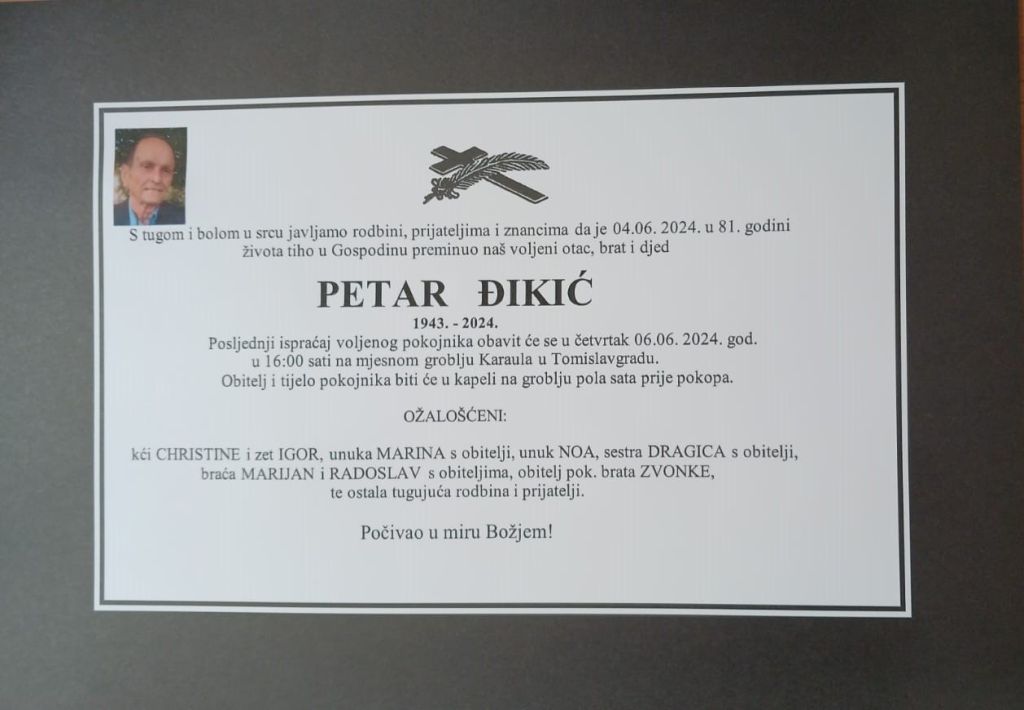 S tugom i bolom u srcu javljamo rodbini, prijateljima i znancima da je 04.06. 2024. u 81. godini
života tiho u Gospodinu preminuo naš voljeni otac, brat i djed
PETAR ĐIKIĆ
1943. - 2024.
Posljednji ispraćaj voljenog pokojnika obavit će se u četvrtak 06.06. 2024. god.
u 16:00 sati na mjesnom groblju Karaula u Tomislavgradu.
Obitelj i tijelo pokojnika biti će u kapeli na groblju pola sata prije pokopa.
OŽALOŠĆENI:
kći CHRISTINE i zet IGOR, unuka MARINA s obitelji, unuk NOA, sestra DRAGICA s obitelji,
braća MARIJAN i RADOSLAV s obiteljima, obitelj pok. brata ZVONKE,
te ostala tugujuća rodbina i prijatelji.
Počivao u miru Božjem!